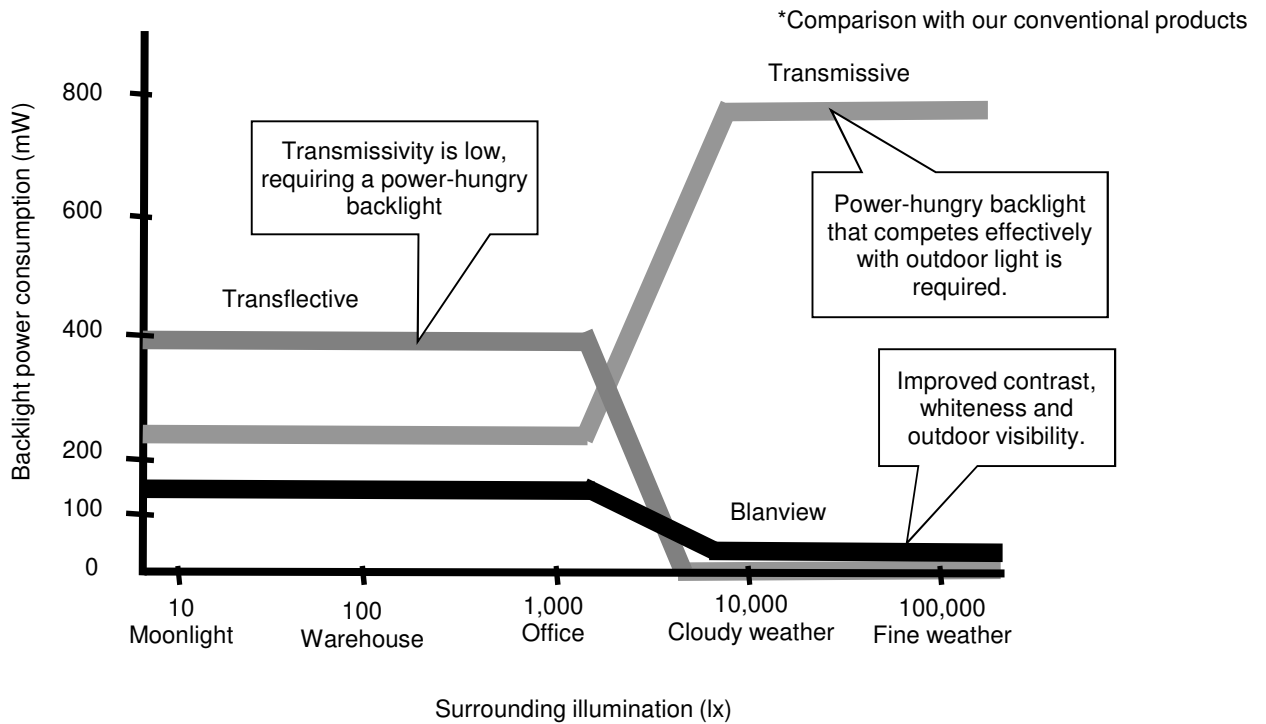 *Comparison with our conventional products
Transmissive
800
Transmissivity is low,
requiring a power-hungry
backlight
Power-hungry backlight
that competes effectively
with outdoor light is
required.
600
Transflective
400
Improved contrast,
whiteness and
outdoor visibility.
200
100
Blanview
0
Backlight power consumption (mW)
10
Moonlight
100
Warehouse
1,000
Office
10,000
Cloudy weather
100,000
Fine weather
Surrounding illumination (lx)